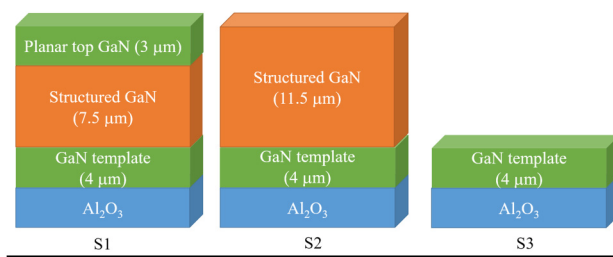 Planar top GaN (3 μm)
Structured GaN
(7.5 μm)
GaN template
(4 μm)
Al₂O₃
S1
Structured GaN
(11.5 μm)
GaN template
(4 μm)
Al₂O₃
S2
GaN template
(4 μm)
Al₂O₃
S3